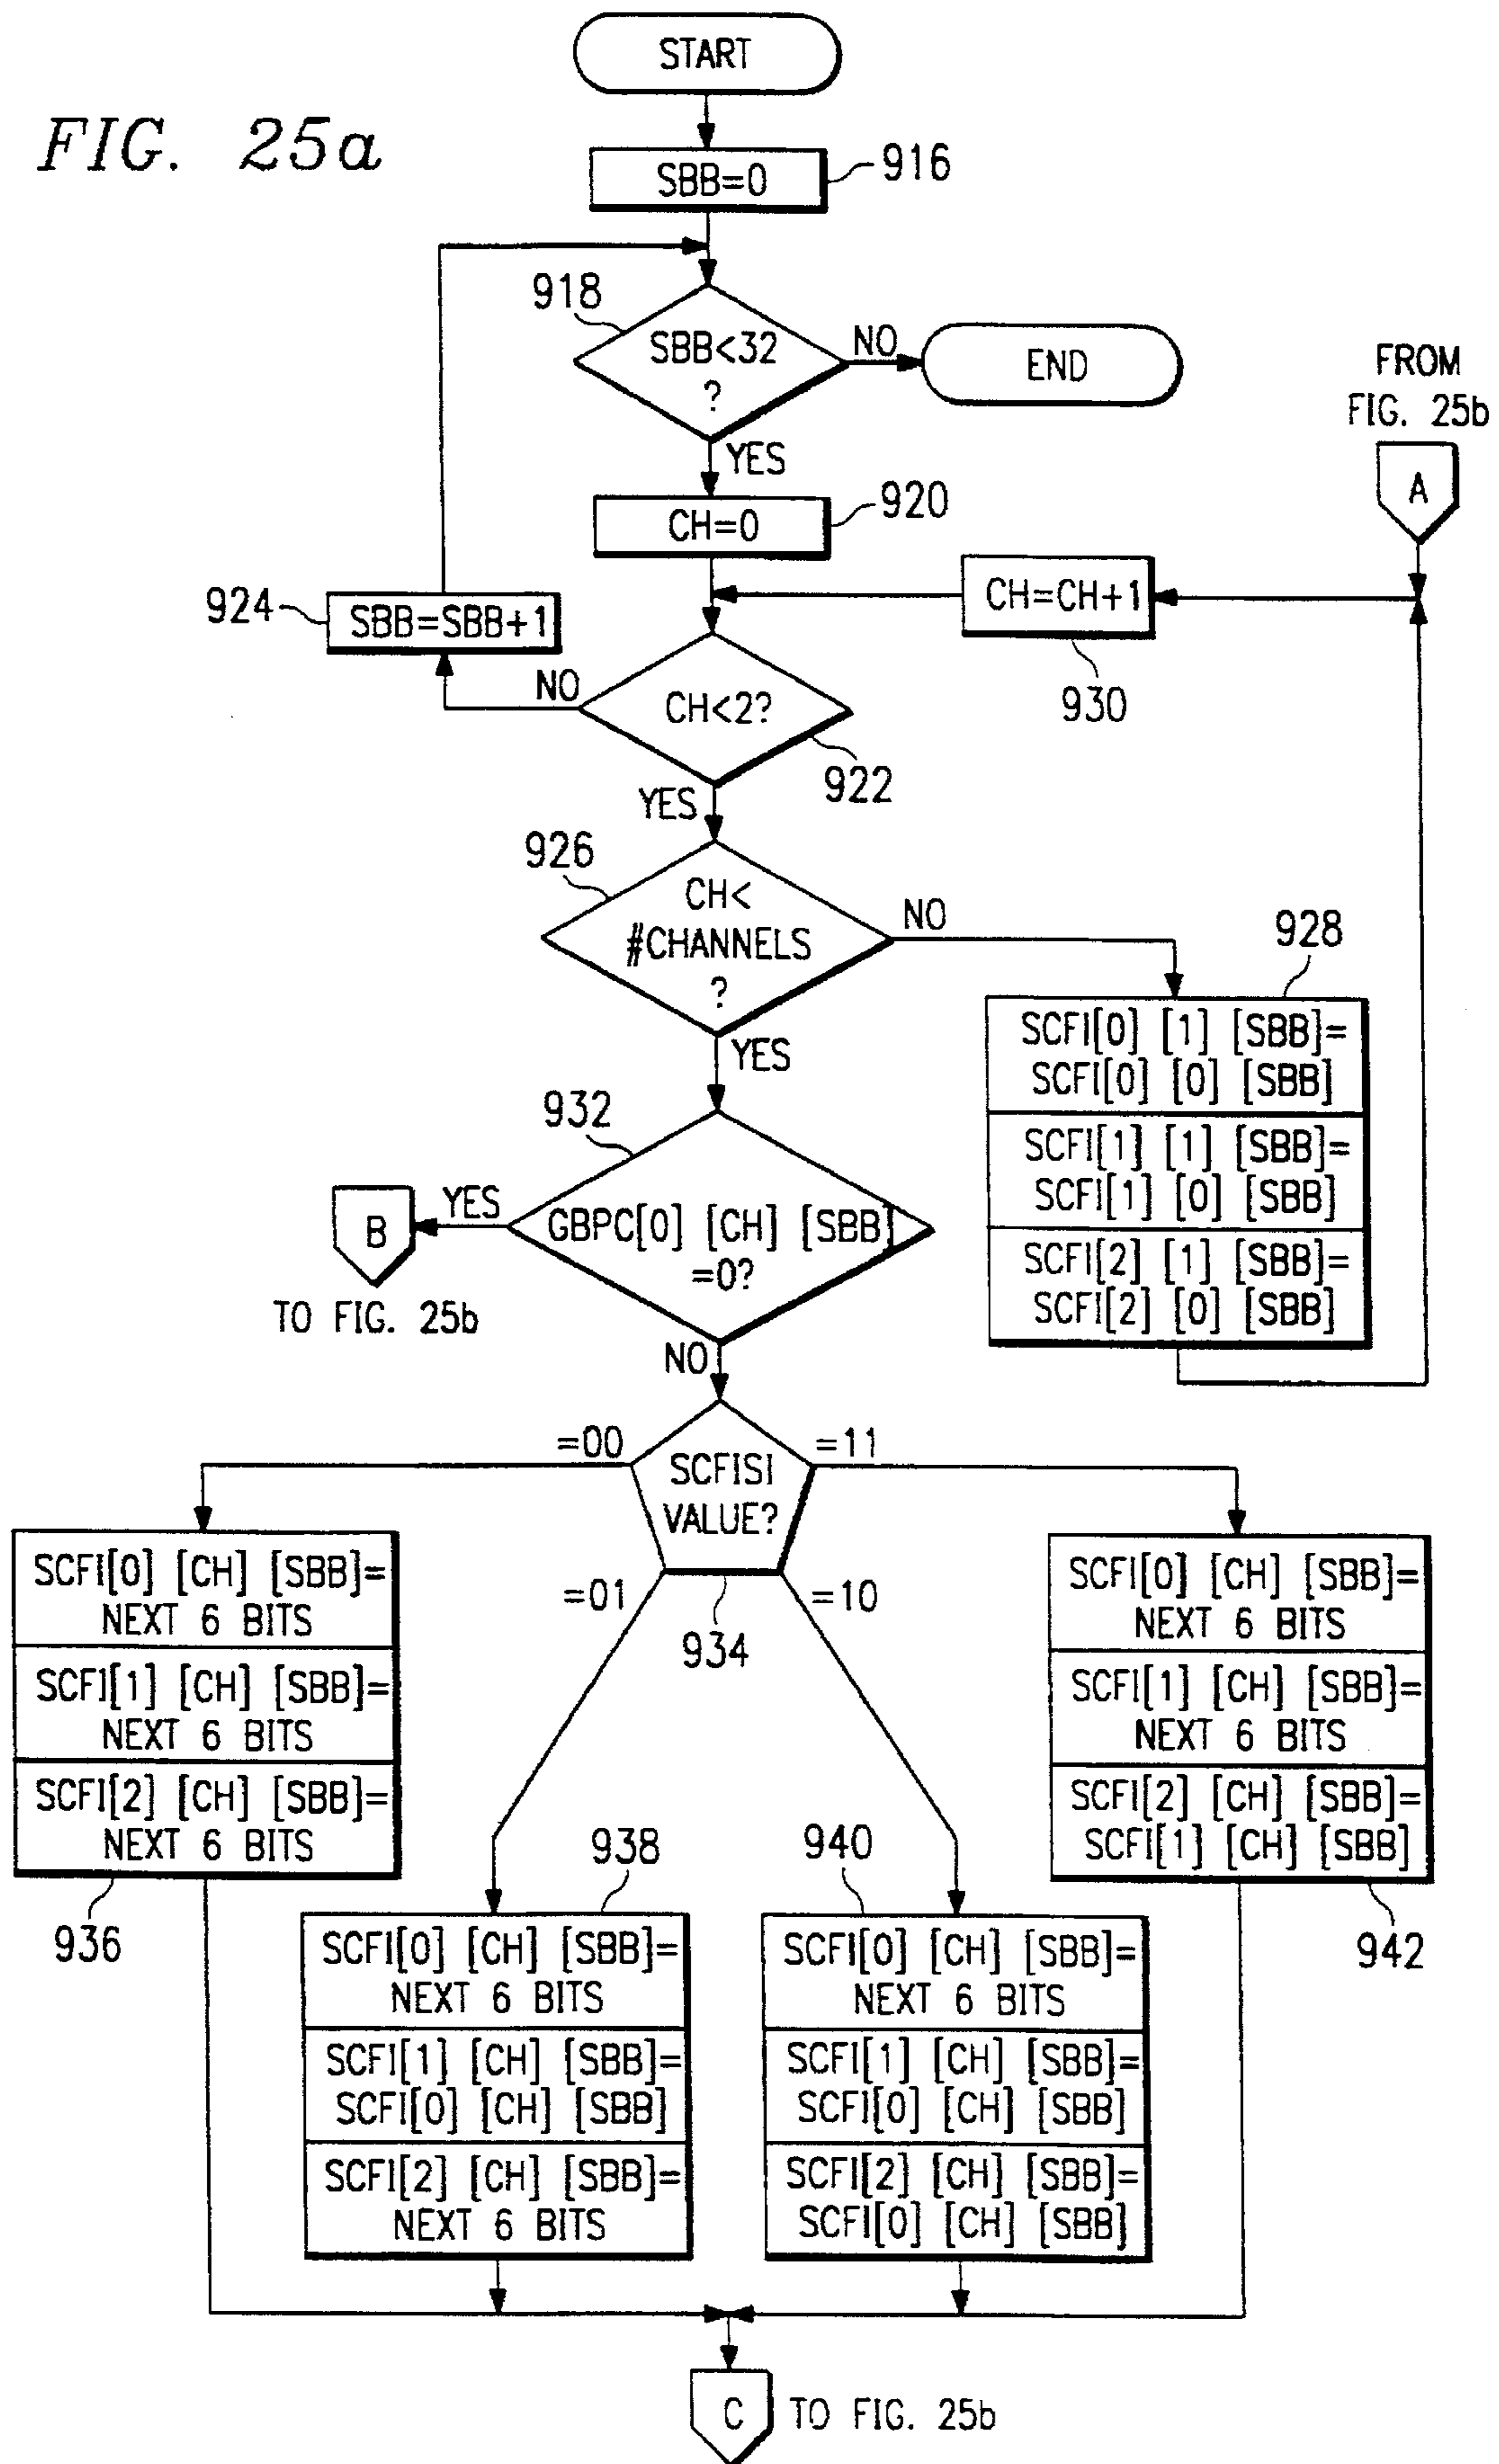 FIG. 25a
START
SBB=0
916
918
SBB<32
?
NO
END
YES
FROM
FIG. 25b
A
CH=0
920
924
SBB=SBB+1
CH=CH+1
930
NO
CH<2?
922
YES
926
CH<
#CHANNELS
?
NO
YES
928
SCFI[0] [1] [SBB]=
SCFI[0] [0] [SBB]
SCFI[1] [1] [SBB]=
SCFI[1] [0] [SBB]
SCFI[2] [1] [SBB]=
SCFI[2] [0] [SBB]
932
GBPC[0] [CH] [SBB]
=0?
YES
B
TO FIG. 25b
NO
SCFISI
VALUE?
934
=00
=01
=10
=11
SCFI[0] [CH] [SBB]=
NEXT 6 BITS
SCFI[1] [CH] [SBB]=
NEXT 6 BITS
SCFI[2] [CH] [SBB]=
NEXT 6 BITS
936
938
SCFI[0] [CH] [SBB]=
NEXT 6 BITS
SCFI[1] [CH] [SBB]=
SCFI[0] [CH] [SBB]
SCFI[2] [CH] [SBB]=
NEXT 6 BITS
940
SCFI[0] [CH] [SBB]=
NEXT 6 BITS
SCFI[1] [CH] [SBB]=
SCFI[0] [CH] [SBB]
SCFI[2] [CH] [SBB]=
SCFI[0] [CH] [SBB]
SCFI[0] [CH] [SBB]=
NEXT 6 BITS
SCFI[1] [CH] [SBB]=
NEXT 6 BITS
SCFI[2] [CH] [SBB]=
SCFI[1] [CH] [SBB]
942
C
TO FIG. 25b